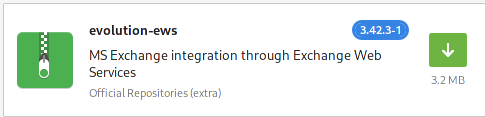 evolution-ews
3.42.3-1
MS Exchange integration through Exchange Web
Services
3.2 MB
Official Repositories (extra)